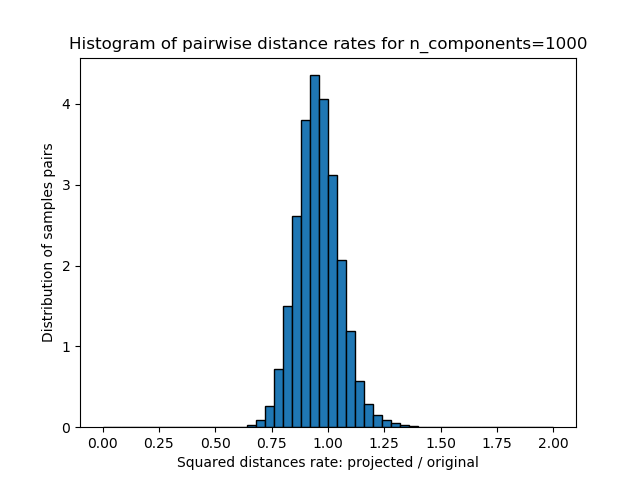 Histogram of pairwise distance rates for n_components=1000
Distribution of samples pairs
4
3
2
1
0
0.00 0.25 0.50 0.75 1.00 1.25 1.50 1.75 2.00
Squared distances rate: projected / original